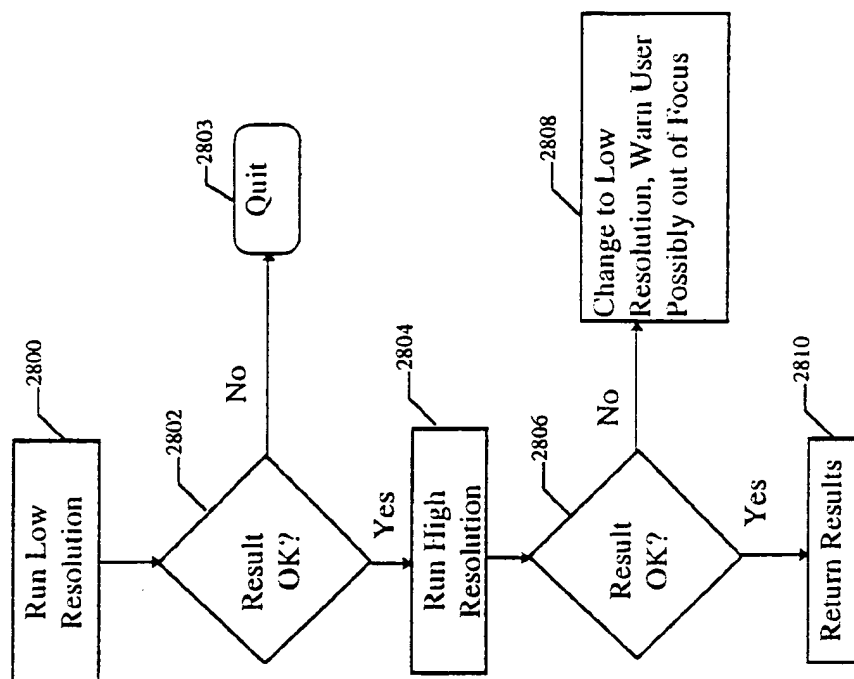 2800
Run Low
Resolution
2802
Result
OK?
No
2803
Quit
Yes
2804
Run High
Resolution
2806
Result
OK?
No
2808
Change to Low
Resolution, Warn User
Possibly out of Focus
Yes
2810
Return Results